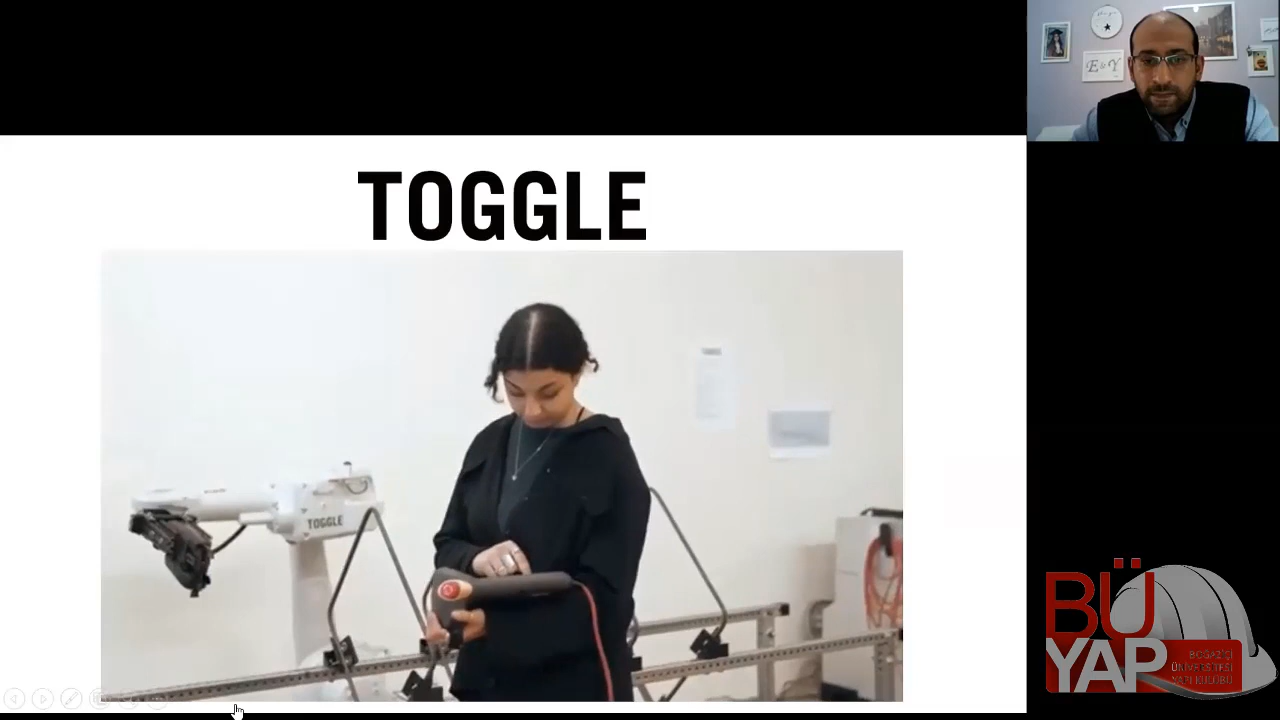 TOGGLE
TOGGLE
E & Y
BÜ
YAP
BOĞAZİÇİ
ÜNİVERSİTESİ
YAPI KULÜBÜ